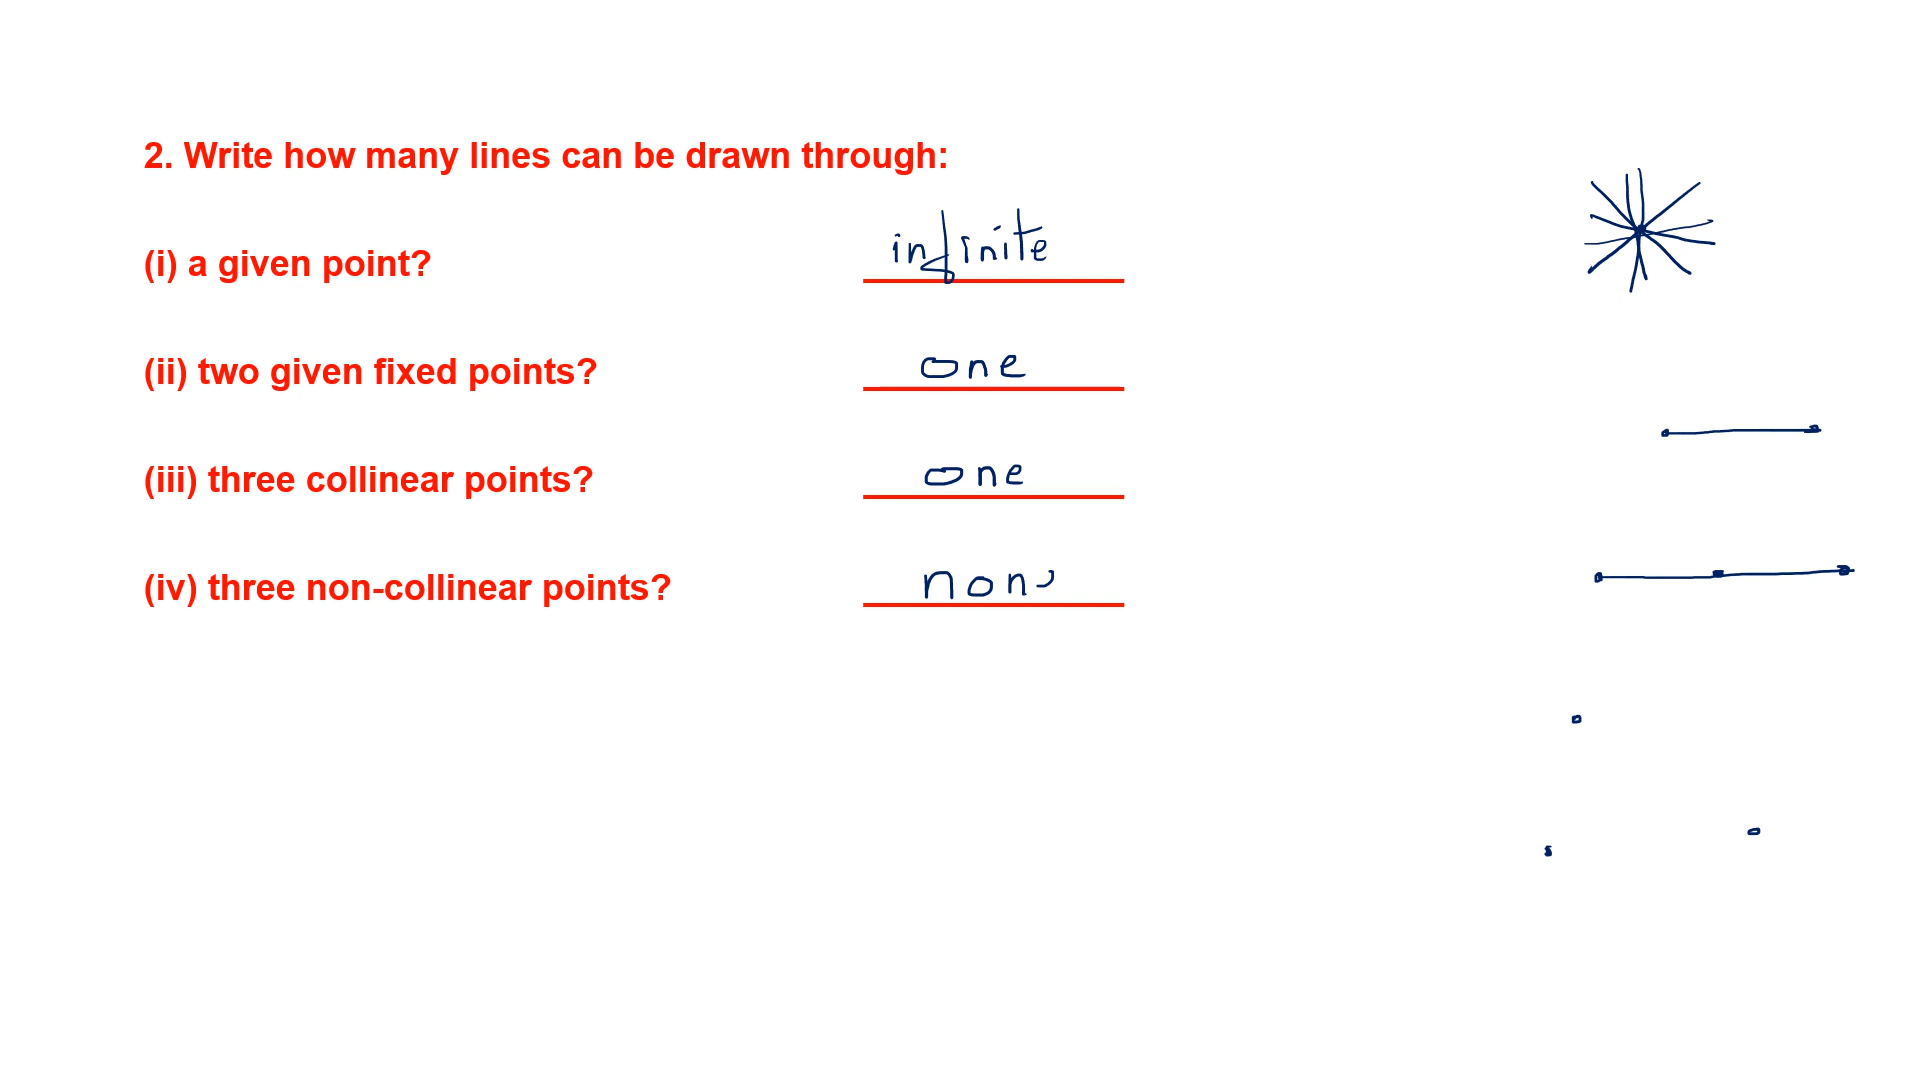 2. Write how many lines can be drawn through:
(i) a given point? infinite
(ii) two given fixed points? one
(iii) three collinear points? one
(iv) three non-collinear points?